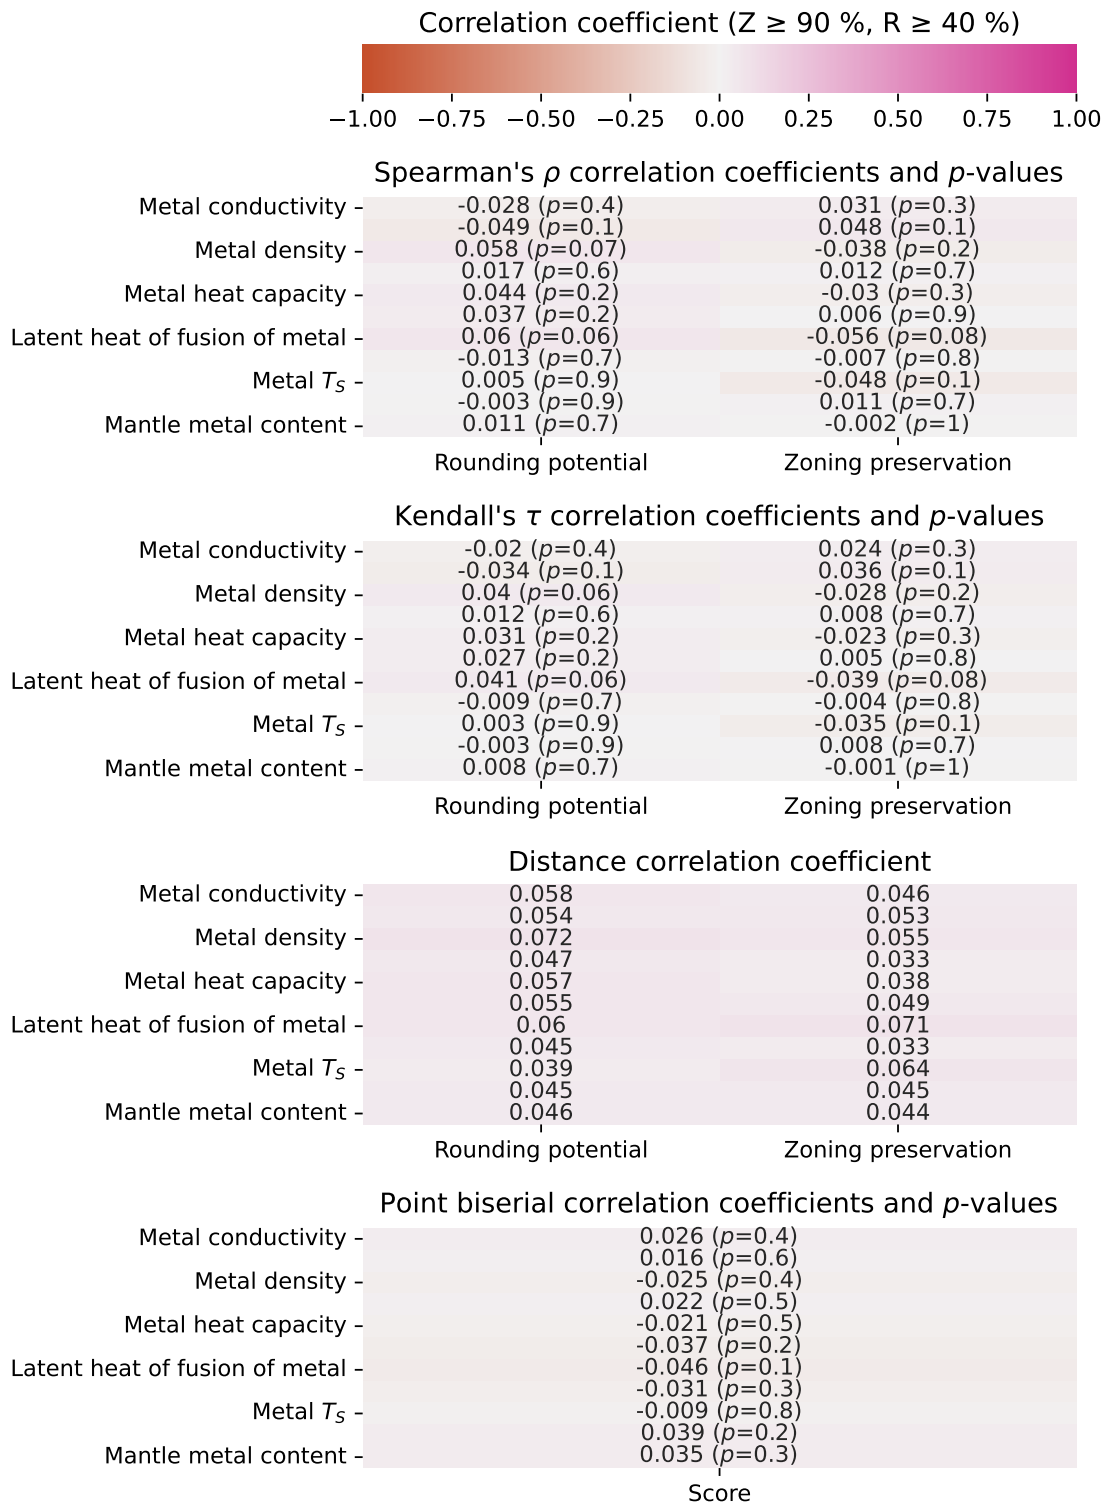 Correlation coefficient (Z ≥ 90 %, R ≥ 40 %)
−1.00 −0.75 −0.50 −0.25 0.00 0.25 0.50 0.75 1.00
Spearman's ρ correlation coefficients and p-values
Metal conductivity -0.028 (p=0.4) 0.031 (p=0.3)
-0.049 (p=0.1) 0.048 (p=0.1)
Metal density 0.058 (p=0.07) -0.038 (p=0.2)
0.017 (p=0.6) 0.012 (p=0.7)
Metal heat capacity 0.044 (p=0.2) -0.03 (p=0.3)
0.037 (p=0.2) 0.006 (p=0.9)
Latent heat of fusion of metal 0.06 (p=0.06) -0.056 (p=0.08)
-0.013 (p=0.7) -0.007 (p=0.8)
Metal T_S 0.005 (p=0.9) -0.048 (p=0.1)
-0.003 (p=0.9) 0.011 (p=0.7)
Mantle metal content 0.011 (p=0.7) -0.002 (p=1)
Rounding potential Zoning preservation
Kendall's τ correlation coefficients and p-values
Metal conductivity -0.02 (p=0.4) 0.024 (p=0.3)
-0.034 (p=0.1) 0.036 (p=0.1)
Metal density 0.04 (p=0.06) -0.028 (p=0.2)
0.012 (p=0.6) 0.008 (p=0.7)
Metal heat capacity 0.031 (p=0.2) -0.023 (p=0.3)
0.027 (p=0.2) 0.005 (p=0.8)
Latent heat of fusion of metal 0.041 (p=0.06) -0.039 (p=0.08)
-0.009 (p=0.7) -0.004 (p=0.8)
Metal T_S 0.003 (p=0.9) -0.035 (p=0.1)
-0.003 (p=0.9) 0.008 (p=0.7)
Mantle metal content 0.008 (p=0.7) -0.001 (p=1)
Rounding potential Zoning preservation
Distance correlation coefficient
Metal conductivity 0.058 0.046
0.054 0.053
Metal density 0.072 0.055
0.047 0.033
Metal heat capacity 0.057 0.038
0.055 0.049
Latent heat of fusion of metal 0.06 0.071
0.045 0.033
Metal T_S 0.039 0.064
0.045 0.045
Mantle metal content 0.046 0.044
Rounding potential Zoning preservation
Point biserial correlation coefficients and p-values
Metal conductivity 0.026 (p=0.4)
0.016 (p=0.6)
Metal density -0.025 (p=0.4)
0.022 (p=0.5)
Metal heat capacity -0.021 (p=0.5)
-0.037 (p=0.2)
Latent heat of fusion of metal -0.046 (p=0.1)
-0.031 (p=0.3)
Metal T_S -0.009 (p=0.8)
0.039 (p=0.2)
Mantle metal content 0.035 (p=0.3)
Score